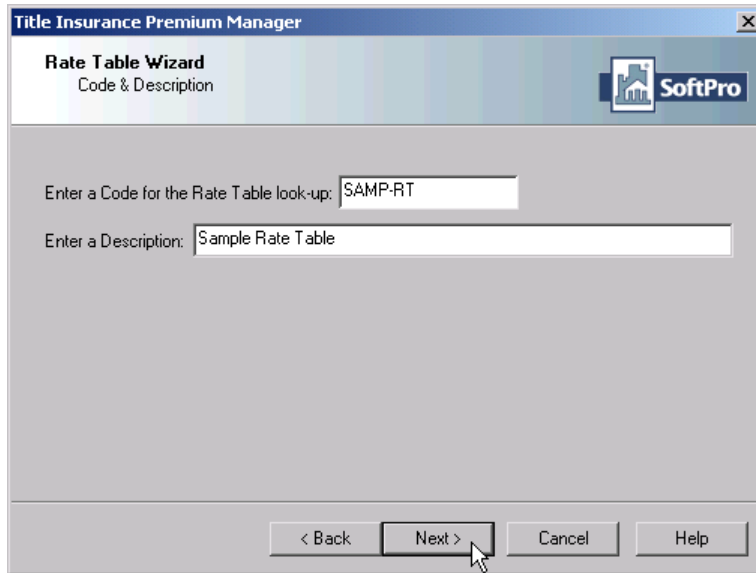 Title Insurance Premium Manager
Rate Table Wizard
Code & Description
SoftPro
Enter a Code for the Rate Table look-up: SAMP-RT
Enter a Description: Sample Rate Table
< Back Next > Cancel Help